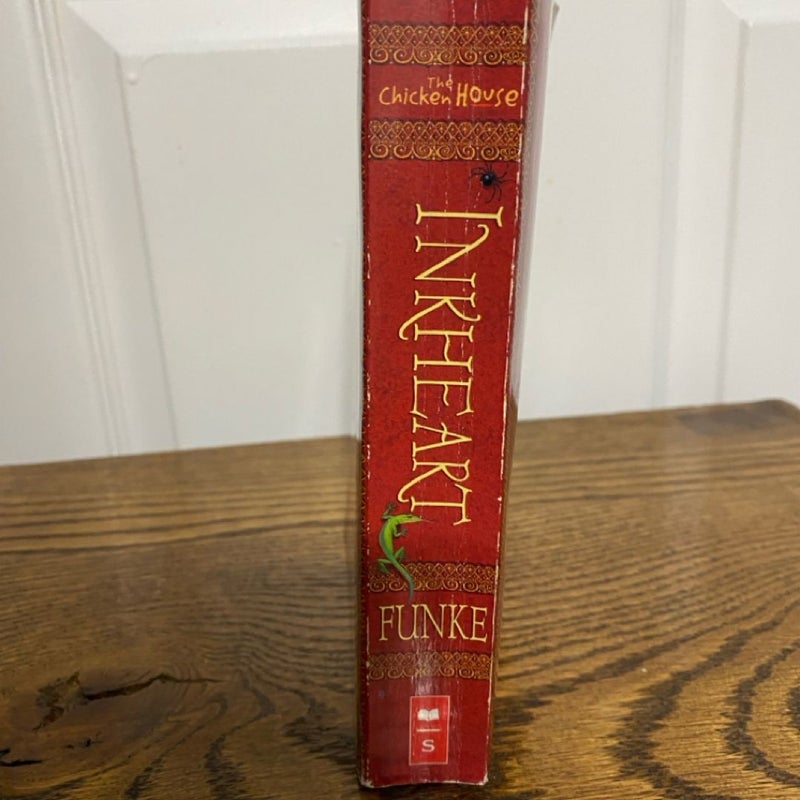 The
Chicken House
INKHEART
FUNKE
S